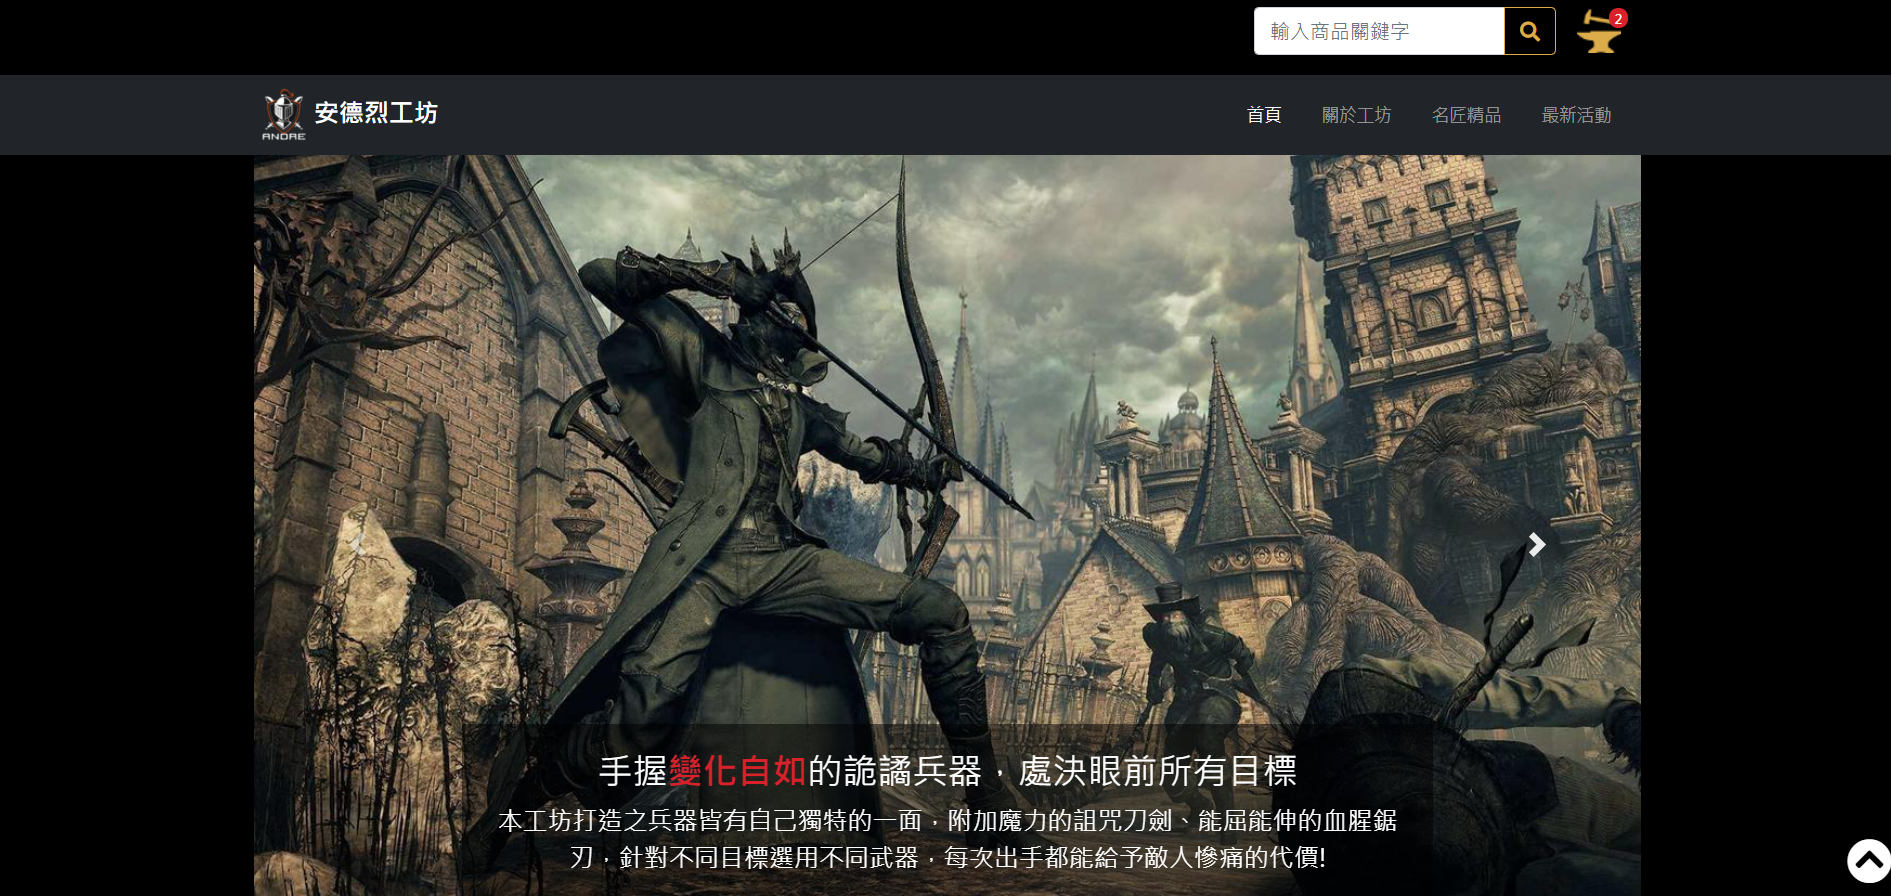 輸入商品關鍵字
2
ANDRE
安德烈工坊
首頁
關於工坊
名匠精品
最新活動
手握變化自如的詭譎兵器，處決眼前所有目標
本工坊打造之兵器皆有自己獨特的一面，附加魔力的詛咒刀劍、能屈能伸的血腥鋸
刃，針對不同目標選用不同武器，每次出手都能給予敵人慘痛的代價!